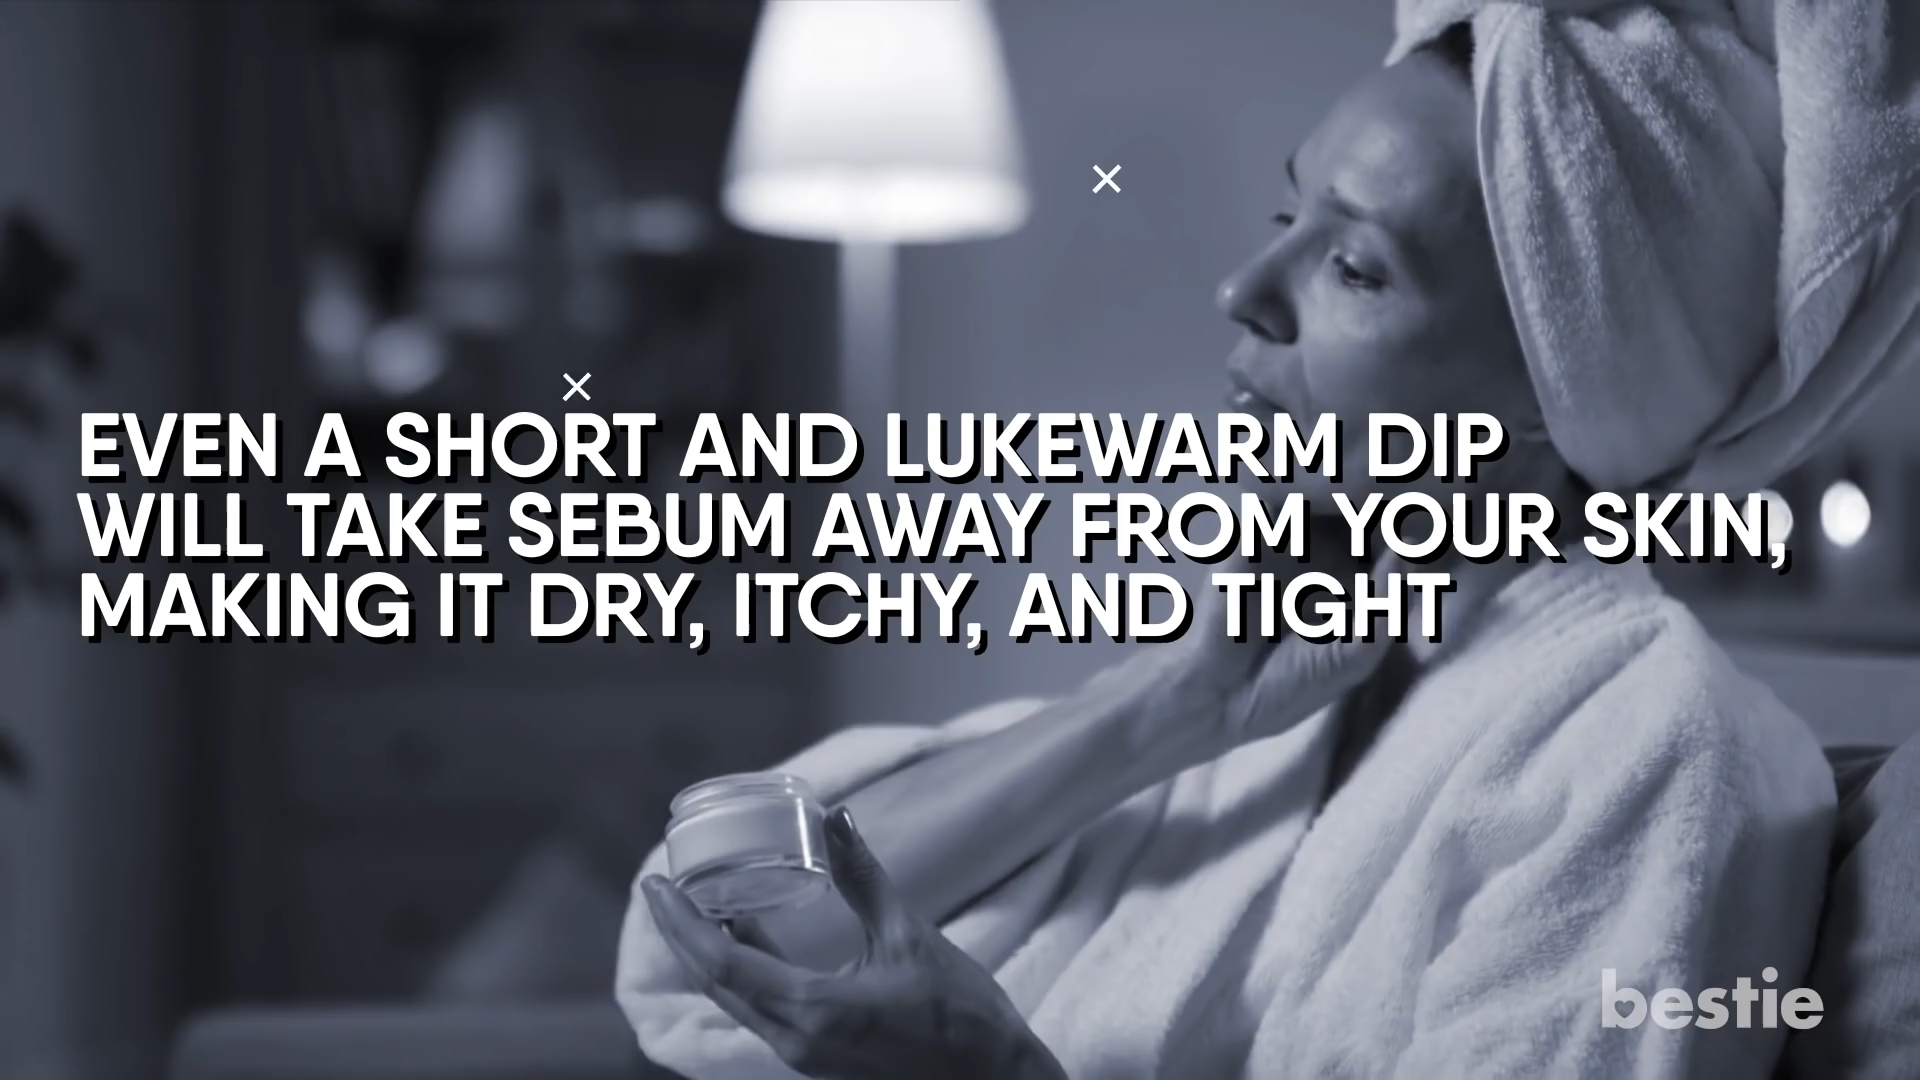 EVEN A SHORT AND LUKEWARM DIP
WILL TAKE SEBUM AWAY FROM YOUR SKIN,
MAKING IT DRY, ITCHY, AND TIGHT
bestie